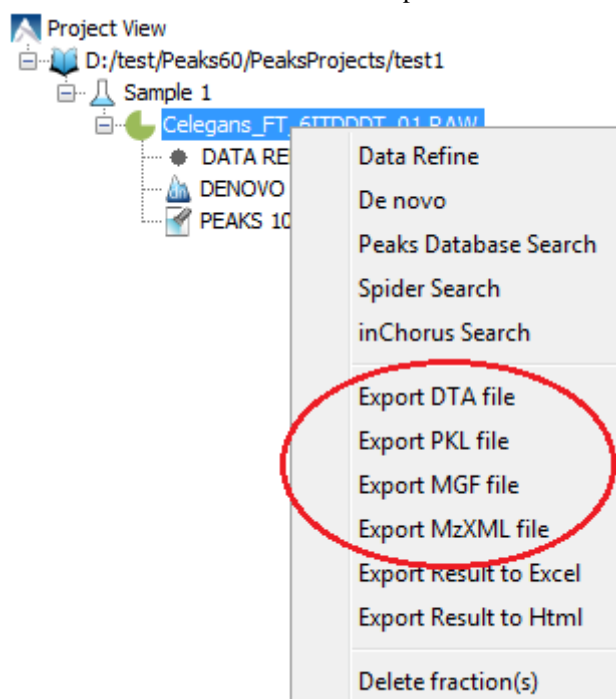 Project View
D:/test/Peaks60/PeaksProjects/test1
Sample 1
Celegans_FT_6ITDDDT_01.RAW
DATA RE
DENOVO
PEAKS 10
Data Refine
De novo
Peaks Database Search
Spider Search
inChorus Search
Export DTA file
Export PKL file
Export MGF file
Export MzXML file
Export Result to Excel
Export Result to Html
Delete fraction(s)